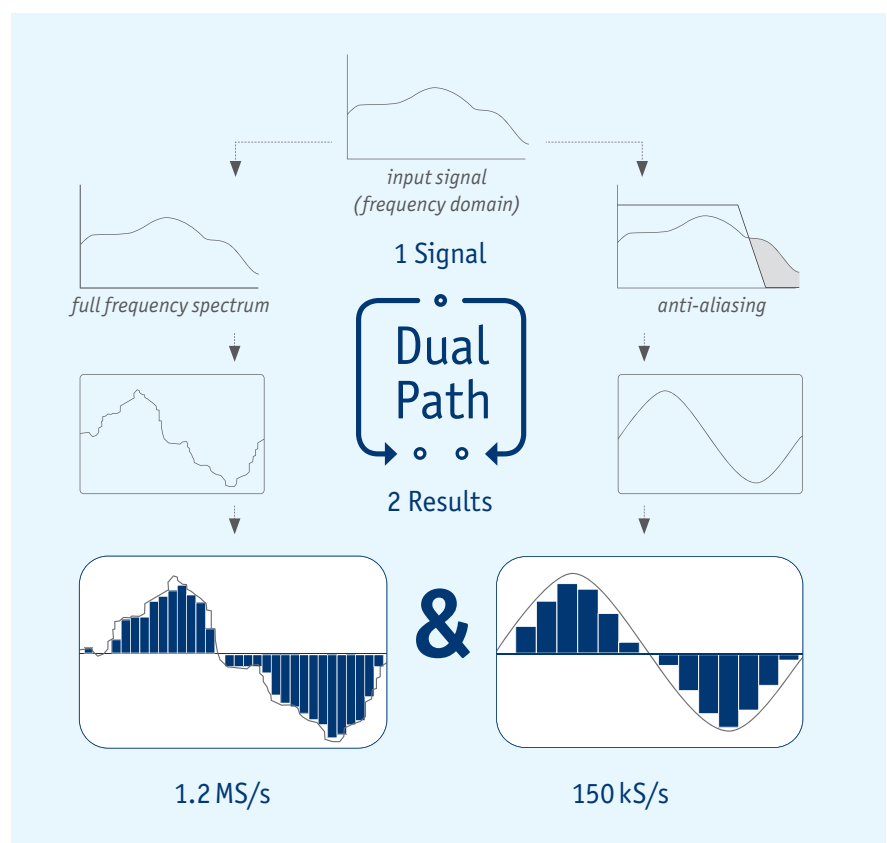 input signal
(frequency domain)
1 Signal
full frequency spectrum
anti-aliasing
Dual
Path
2 Results
&
1.2 MS/s
150 kS/s